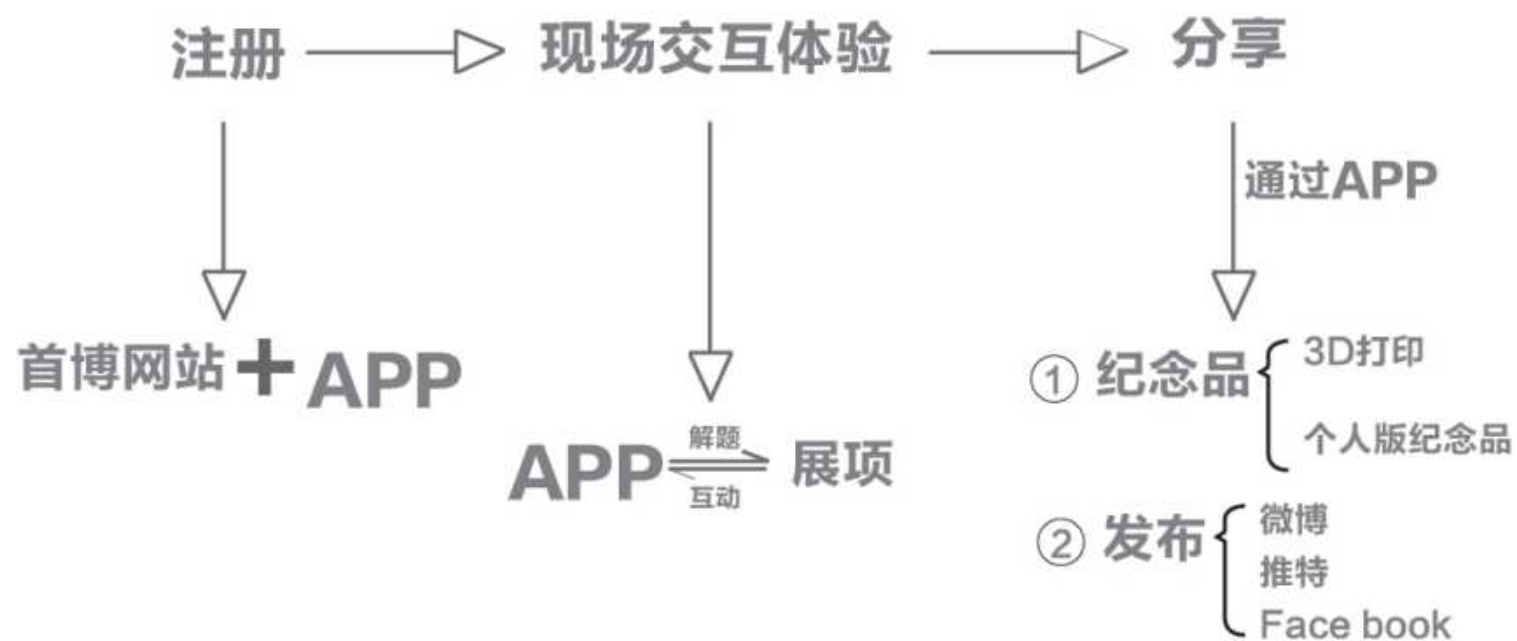 注册 现场交互体验 分享
通过APP
首博网站+APP
APP 解题 互动 展项
① 纪念品
3D打印
个人版纪念品
② 发布
微博
推特
Face book